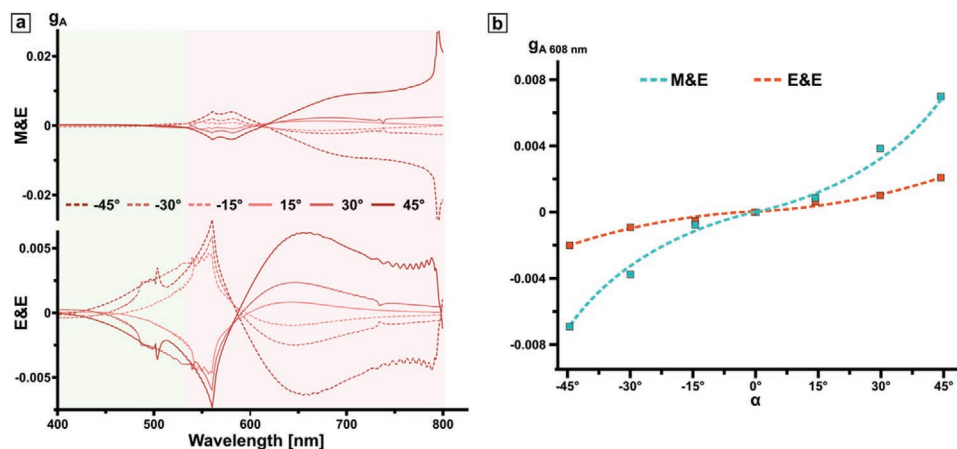 a
gA
M&E
0.02
0
-0.02
-45° -30° -15° 15° 30° 45°
E&E
0.005
0
-0.005
400 500 600 700 800
Wavelength [nm]
b
gA 608 nm
M&E E&E
0.008
0.004
0
-0.004
-0.008
-45° -30° -15° 0° 15° 30° 45°
α